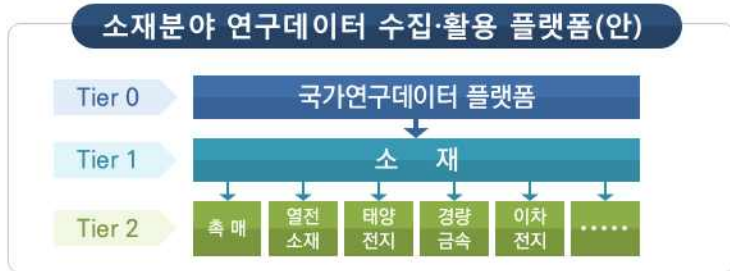 소재분야 연구데이터 수집·활용 플랫폼(안)
Tier 0
국가연구데이터 플랫폼
Tier 1
소 재
Tier 2
촉 매
열전
소재
태양
전지
경량
금속
이차
전지
•••••